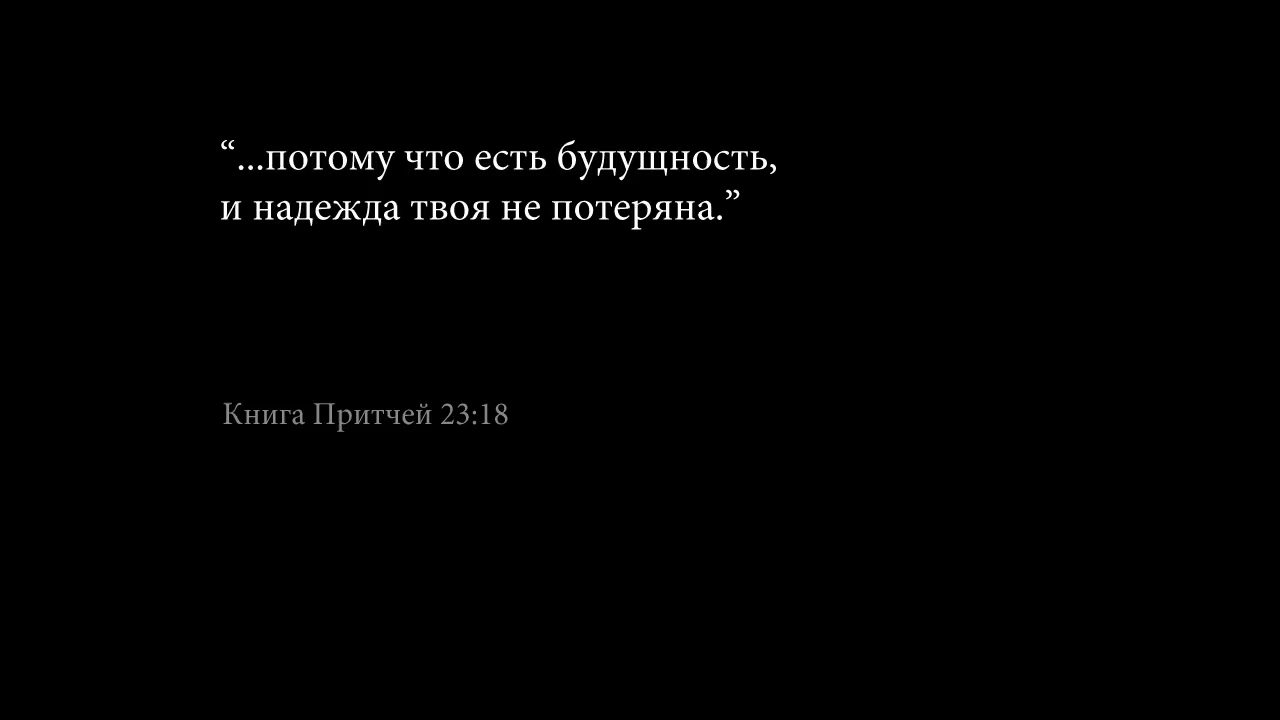 “...потому что есть будущность,
и надежда твоя не потеряна.”
Книга Притчей 23:18